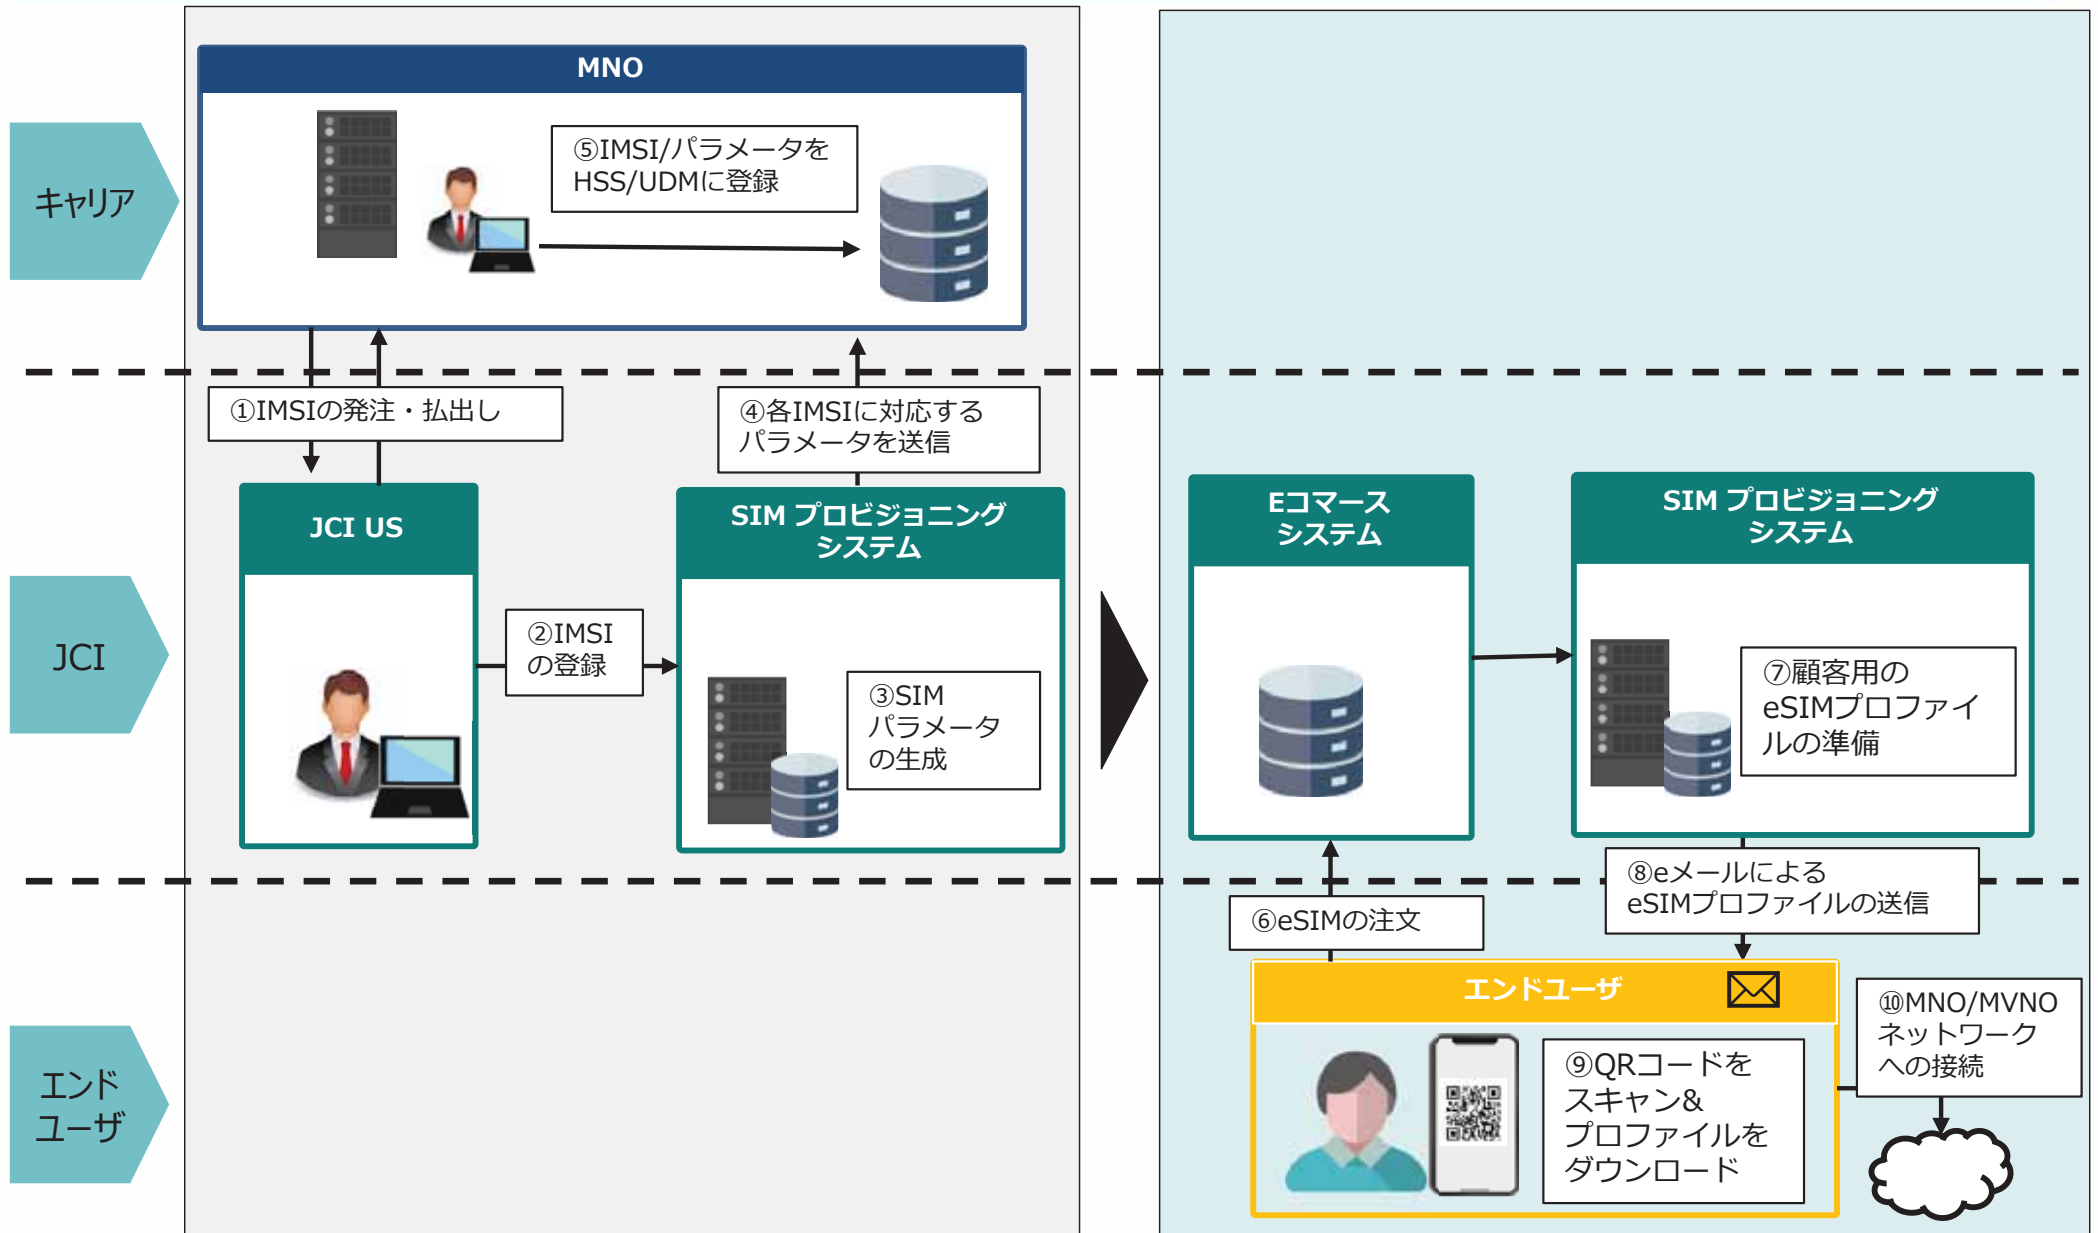 MNO
⑤IMSI/パラメータを
HSS/UDMに登録
キャリア
①IMSIの発注・払出し
④各IMSIに対応する
パラメータを送信
JCI US
SIM プロビジョニング
システム
Eコマース
システム
SIM プロビジョニング
システム
JCI
②IMSI
の登録
③SIM
パラメータ
の生成
⑦顧客用の
eSIMプロファイ
ルの準備
⑧eメールによる
eSIMプロファイルの送信
⑥eSIMの注文
エンドユーザ
⑩MNO/MVNO
ネットワーク
への接続
エンド
ユーザ
⑨QRコードを
スキャン&
プロファイルを
ダウンロード